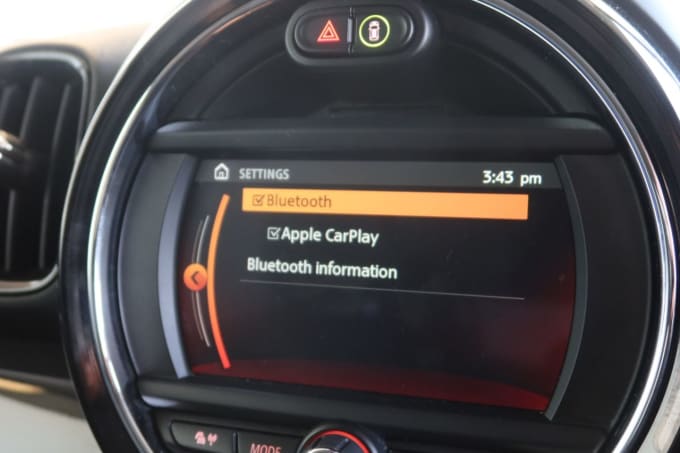 SETTINGS 3:43 pm
Bluetooth
Apple CarPlay
Bluetooth information
MODE